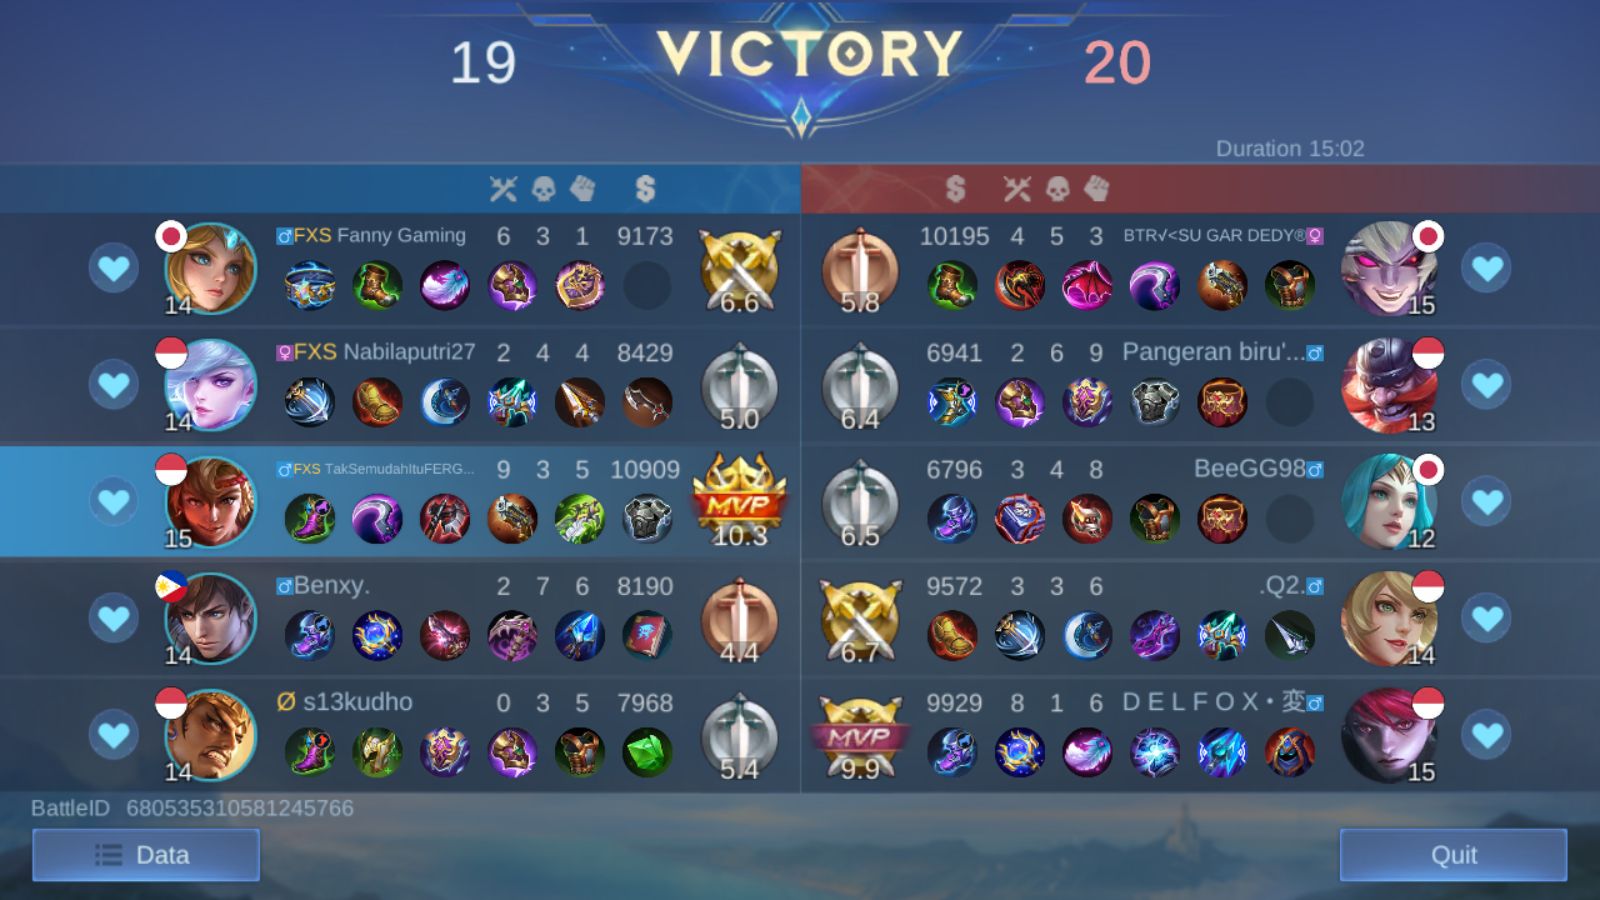 19
VICTORY
20
Duration 15:02
FXS Fanny Gaming 6 3 1 9173
14
6.6
10195 4 5 3 BTR√<SU GAR DEDY®
5.8
15
FXS Nabilaputri27 2 4 4 8429
14
5.0
6941 2 6 9 Pangeran biru'...
6.4
13
FXS TakSemudahItuFERG... 9 3 5 10909
15
MVP
10.3
6796 3 4 8 BeeGG98
6.5
12
Benxy. 2 7 6 8190
14
4.4
9572 3 3 6 .Q2.
6.7
14
Ø s13kudho 0 3 5 7968
14
5.4
9929 8 1 6 D E L F O X • 変
MVP
9.9
15
BattleID 680535310581245766
Data
Quit